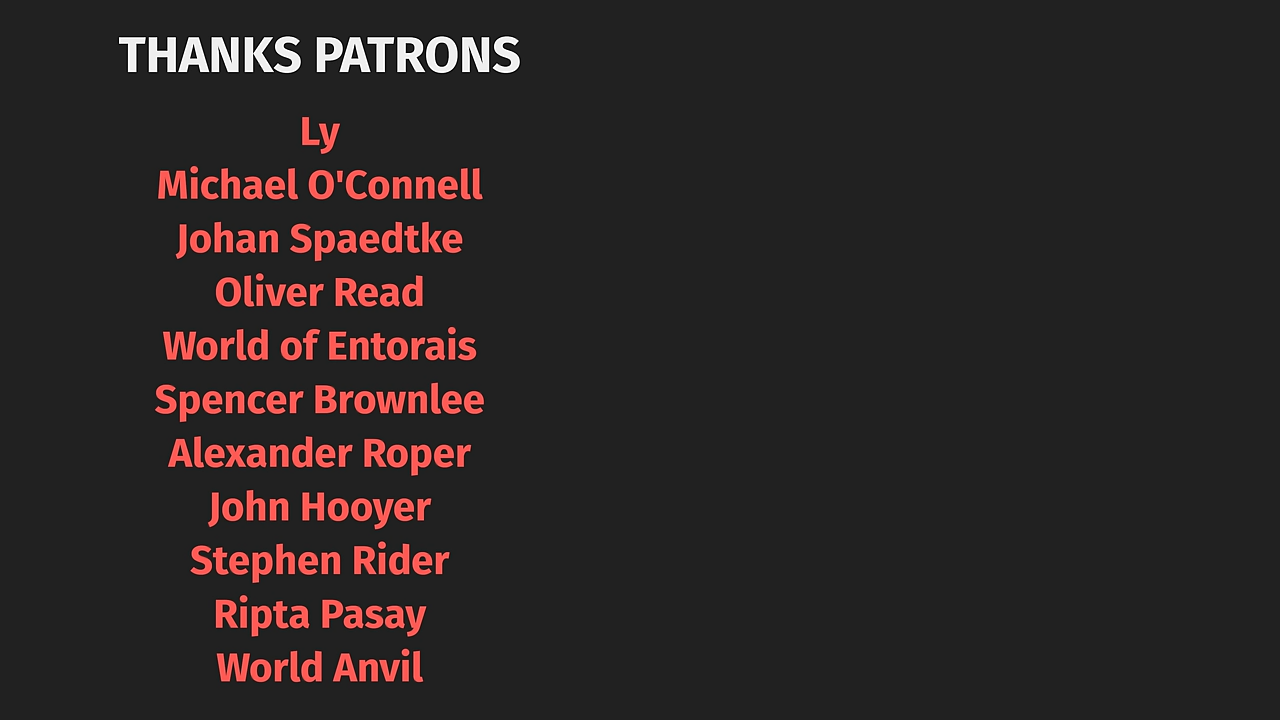 THANKS PATRONS
Ly
Michael O'Connell
Johan Spaedtke
Oliver Read
World of Entorais
Spencer Brownlee
Alexander Roper
John Hooyer
Stephen Rider
Ripta Pasay
World Anvil